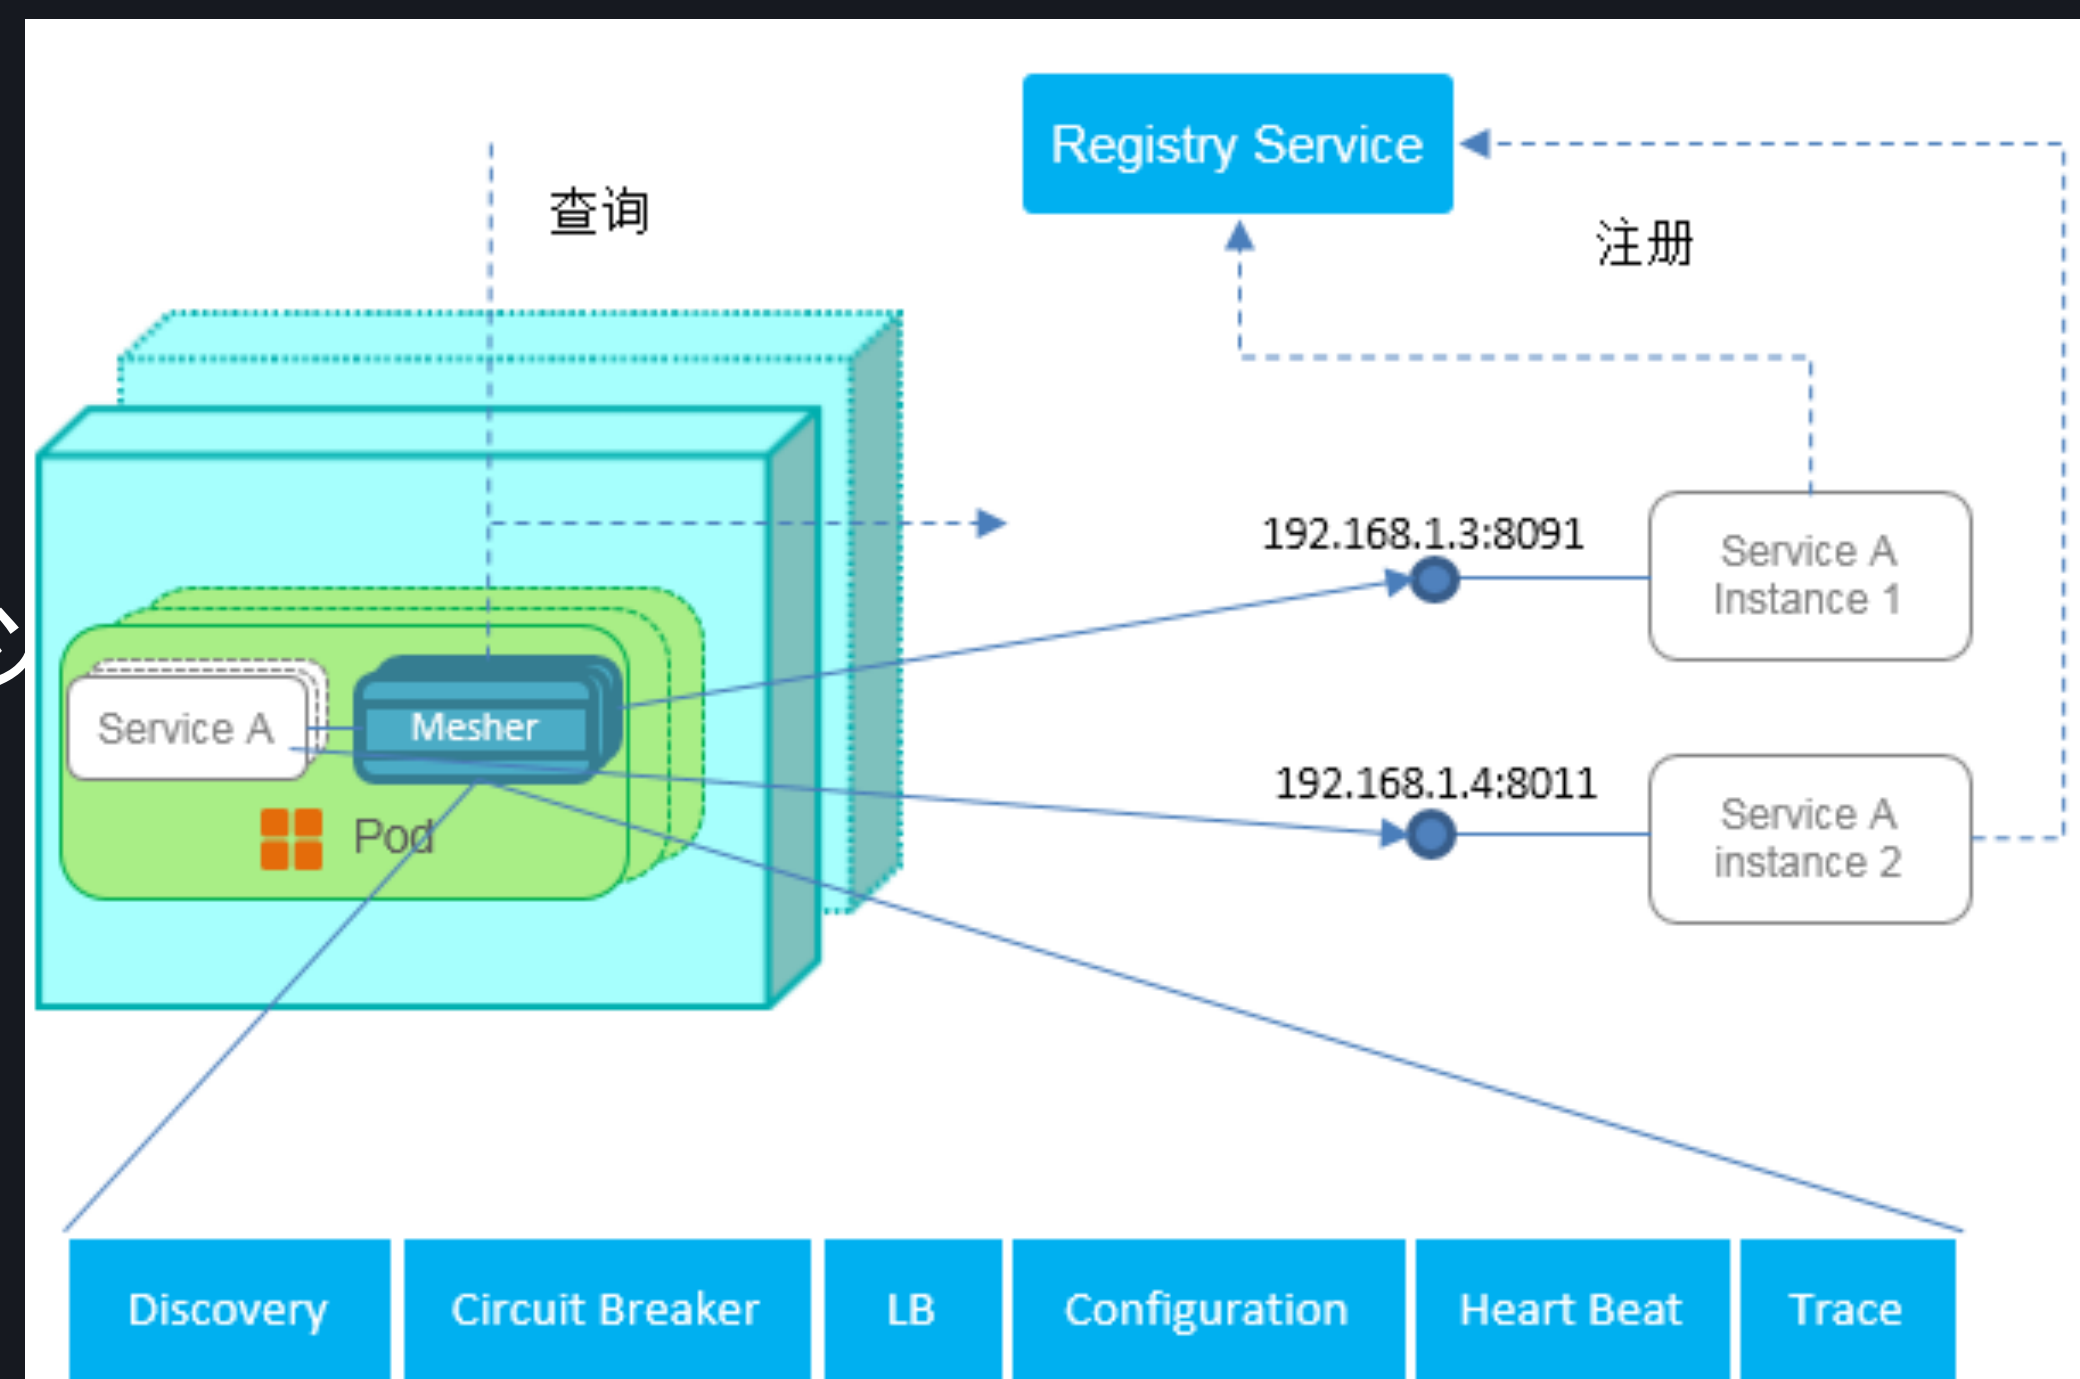 Registry Service
查询
注册
192.168.1.3:8091
Service A
Instance 1
Service A
Mesher
Pod
192.168.1.4:8011
Service A
instance 2
Discovery
Circuit Breaker
LB
Configuration
Heart Beat
Trace